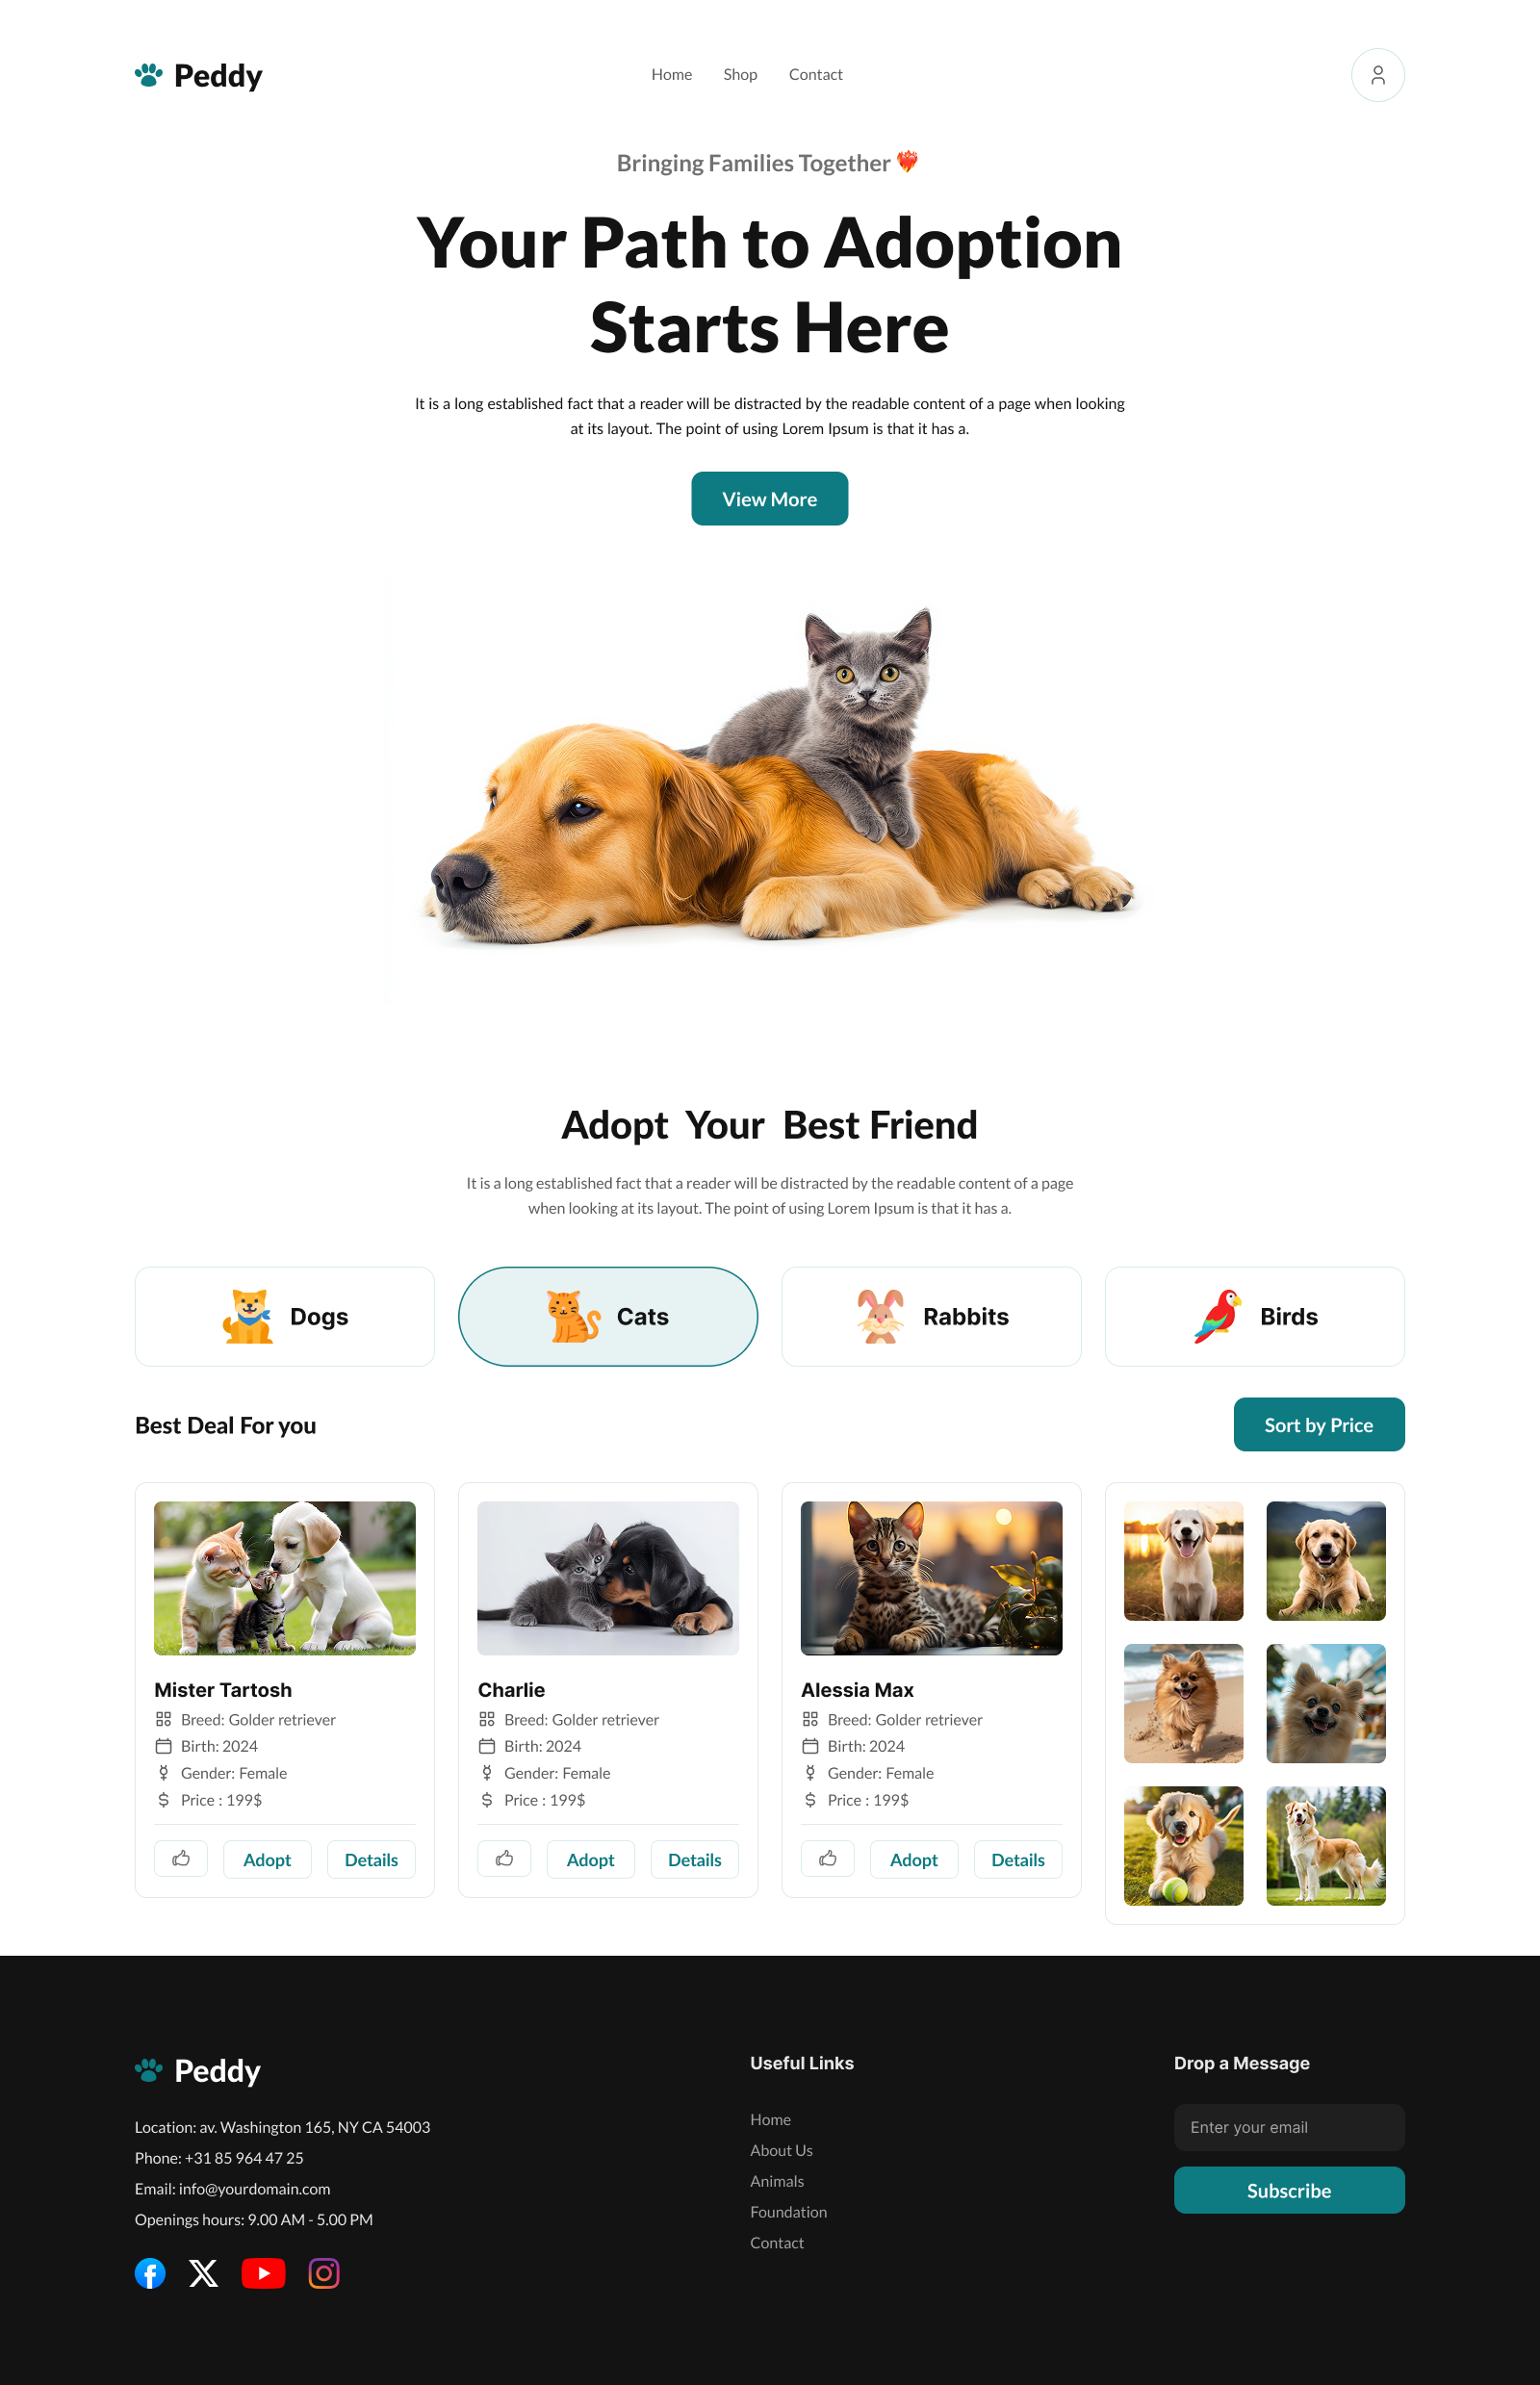 Peddy
Home
Shop
Contact
Bringing Families Together ❤️‍🔥
Your Path to Adoption
Starts Here
It is a long established fact that a reader will be distracted by the readable content of a page when looking
at its layout. The point of using Lorem Ipsum is that it has a.
View More
Adopt Your Best Friend
It is a long established fact that a reader will be distracted by the readable content of a page
when looking at its layout. The point of using Lorem Ipsum is that it has a.
Dogs
Cats
Rabbits
Birds
Best Deal For you
Sort by Price
Mister Tartosh
Breed: Golder retriever
Birth: 2024
Gender: Female
Price : 199$
Adopt
Details
Charlie
Breed: Golder retriever
Birth: 2024
Gender: Female
Price : 199$
Adopt
Details
Alessia Max
Breed: Golder retriever
Birth: 2024
Gender: Female
Price : 199$
Adopt
Details
Peddy
Location: av. Washington 165, NY CA 54003
Phone: +31 85 964 47 25
Email: info@yourdomain.com
Openings hours: 9.00 AM - 5.00 PM
Useful Links
Home
About Us
Animals
Foundation
Contact
Drop a Message
Enter your email
Subscribe